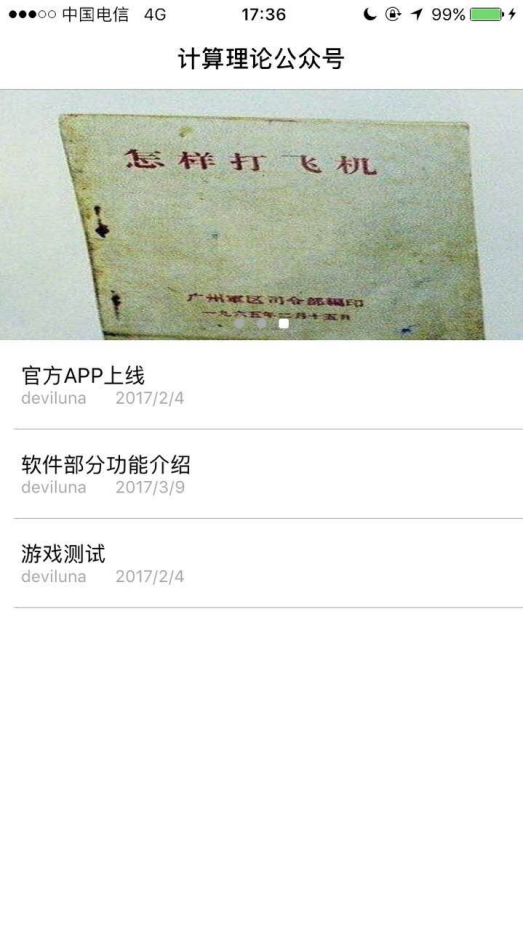 中国电信 4G 17:36 99%
计算理论公众号
怎样打飞机
广州军区司令部编印
一九六五年二月十五日
官方APP上线
deviluna 2017/2/4
软件部分功能介绍
deviluna 2017/3/9
游戏测试
deviluna 2017/2/4